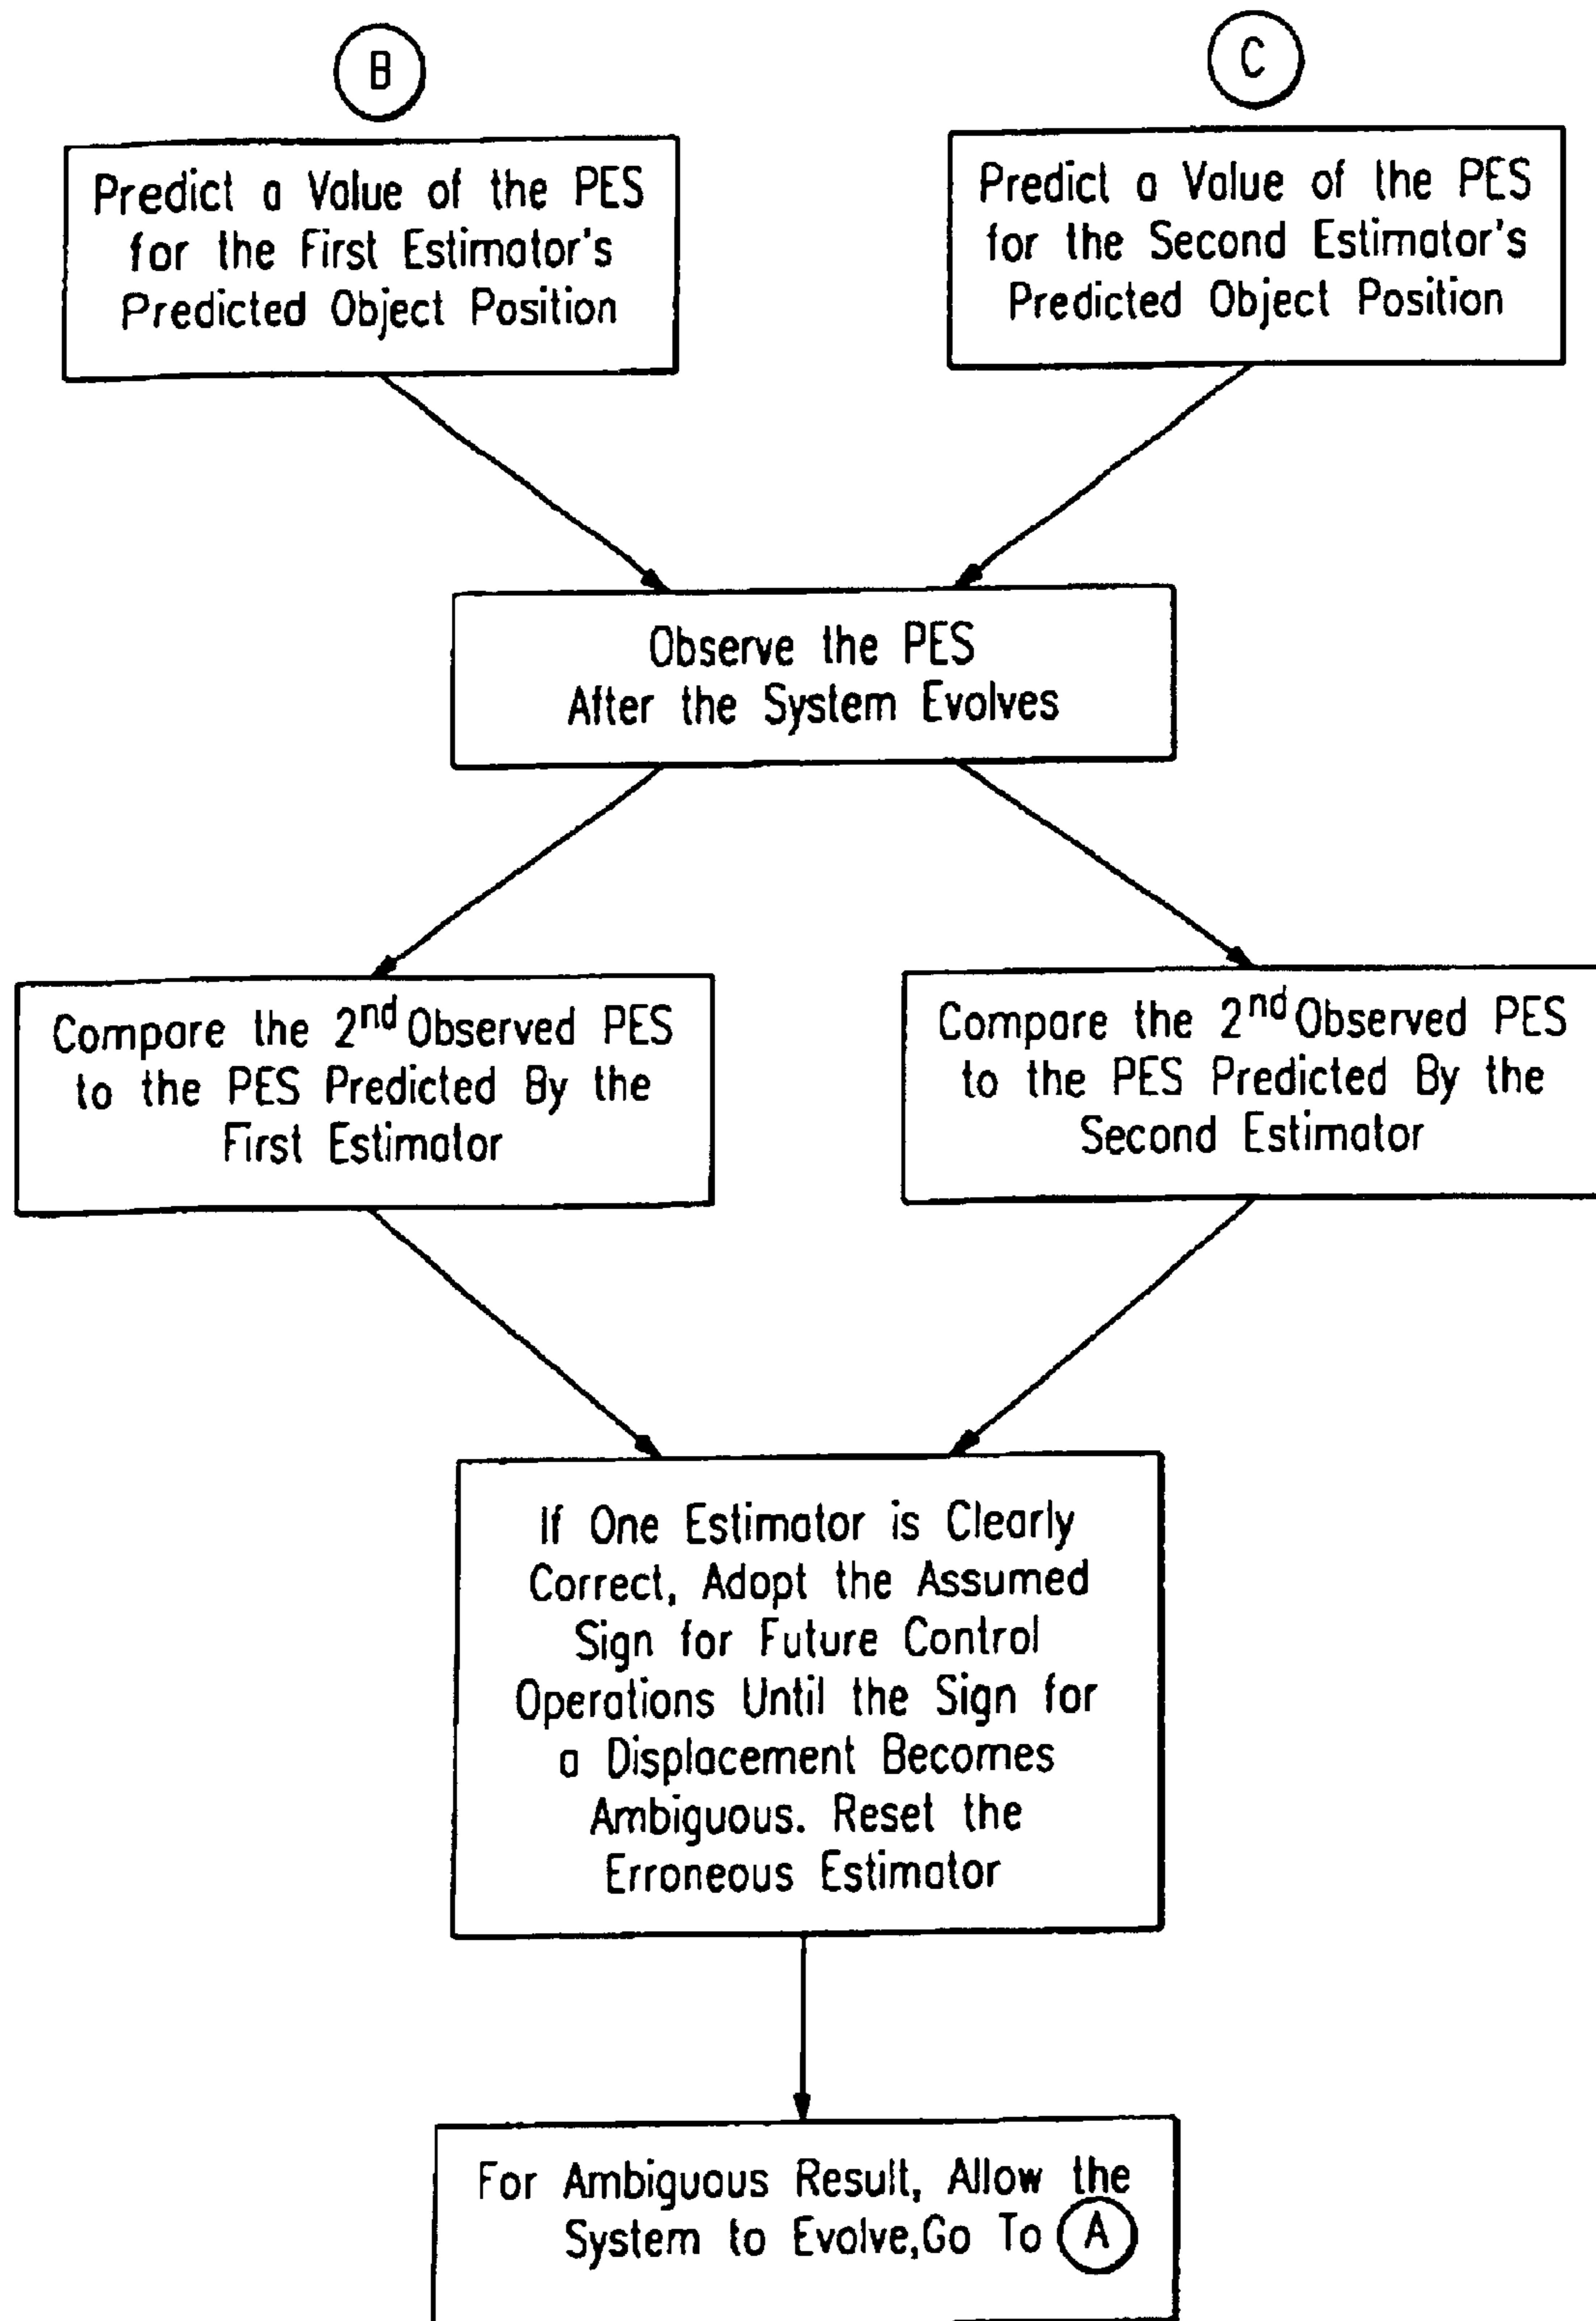 B
C
Predict a Value of the PES
for the First Estimator's
Predicted Object Position
Predict a Value of the PES
for the Second Estimator's
Predicted Object Position
Observe the PES
After the System Evolves
Compare the 2nd Observed PES
to the PES Predicted By the
First Estimator
Compare the 2nd Observed PES
to the PES Predicted By the
Second Estimator
If One Estimator is Clearly
Correct, Adopt the Assumed
Sign for Future Control
Operations Until the Sign for
a Displacement Becomes
Ambiguous. Reset the
Erroneous Estimator
For Ambiguous Result, Allow the
System to Evolve,Go To A